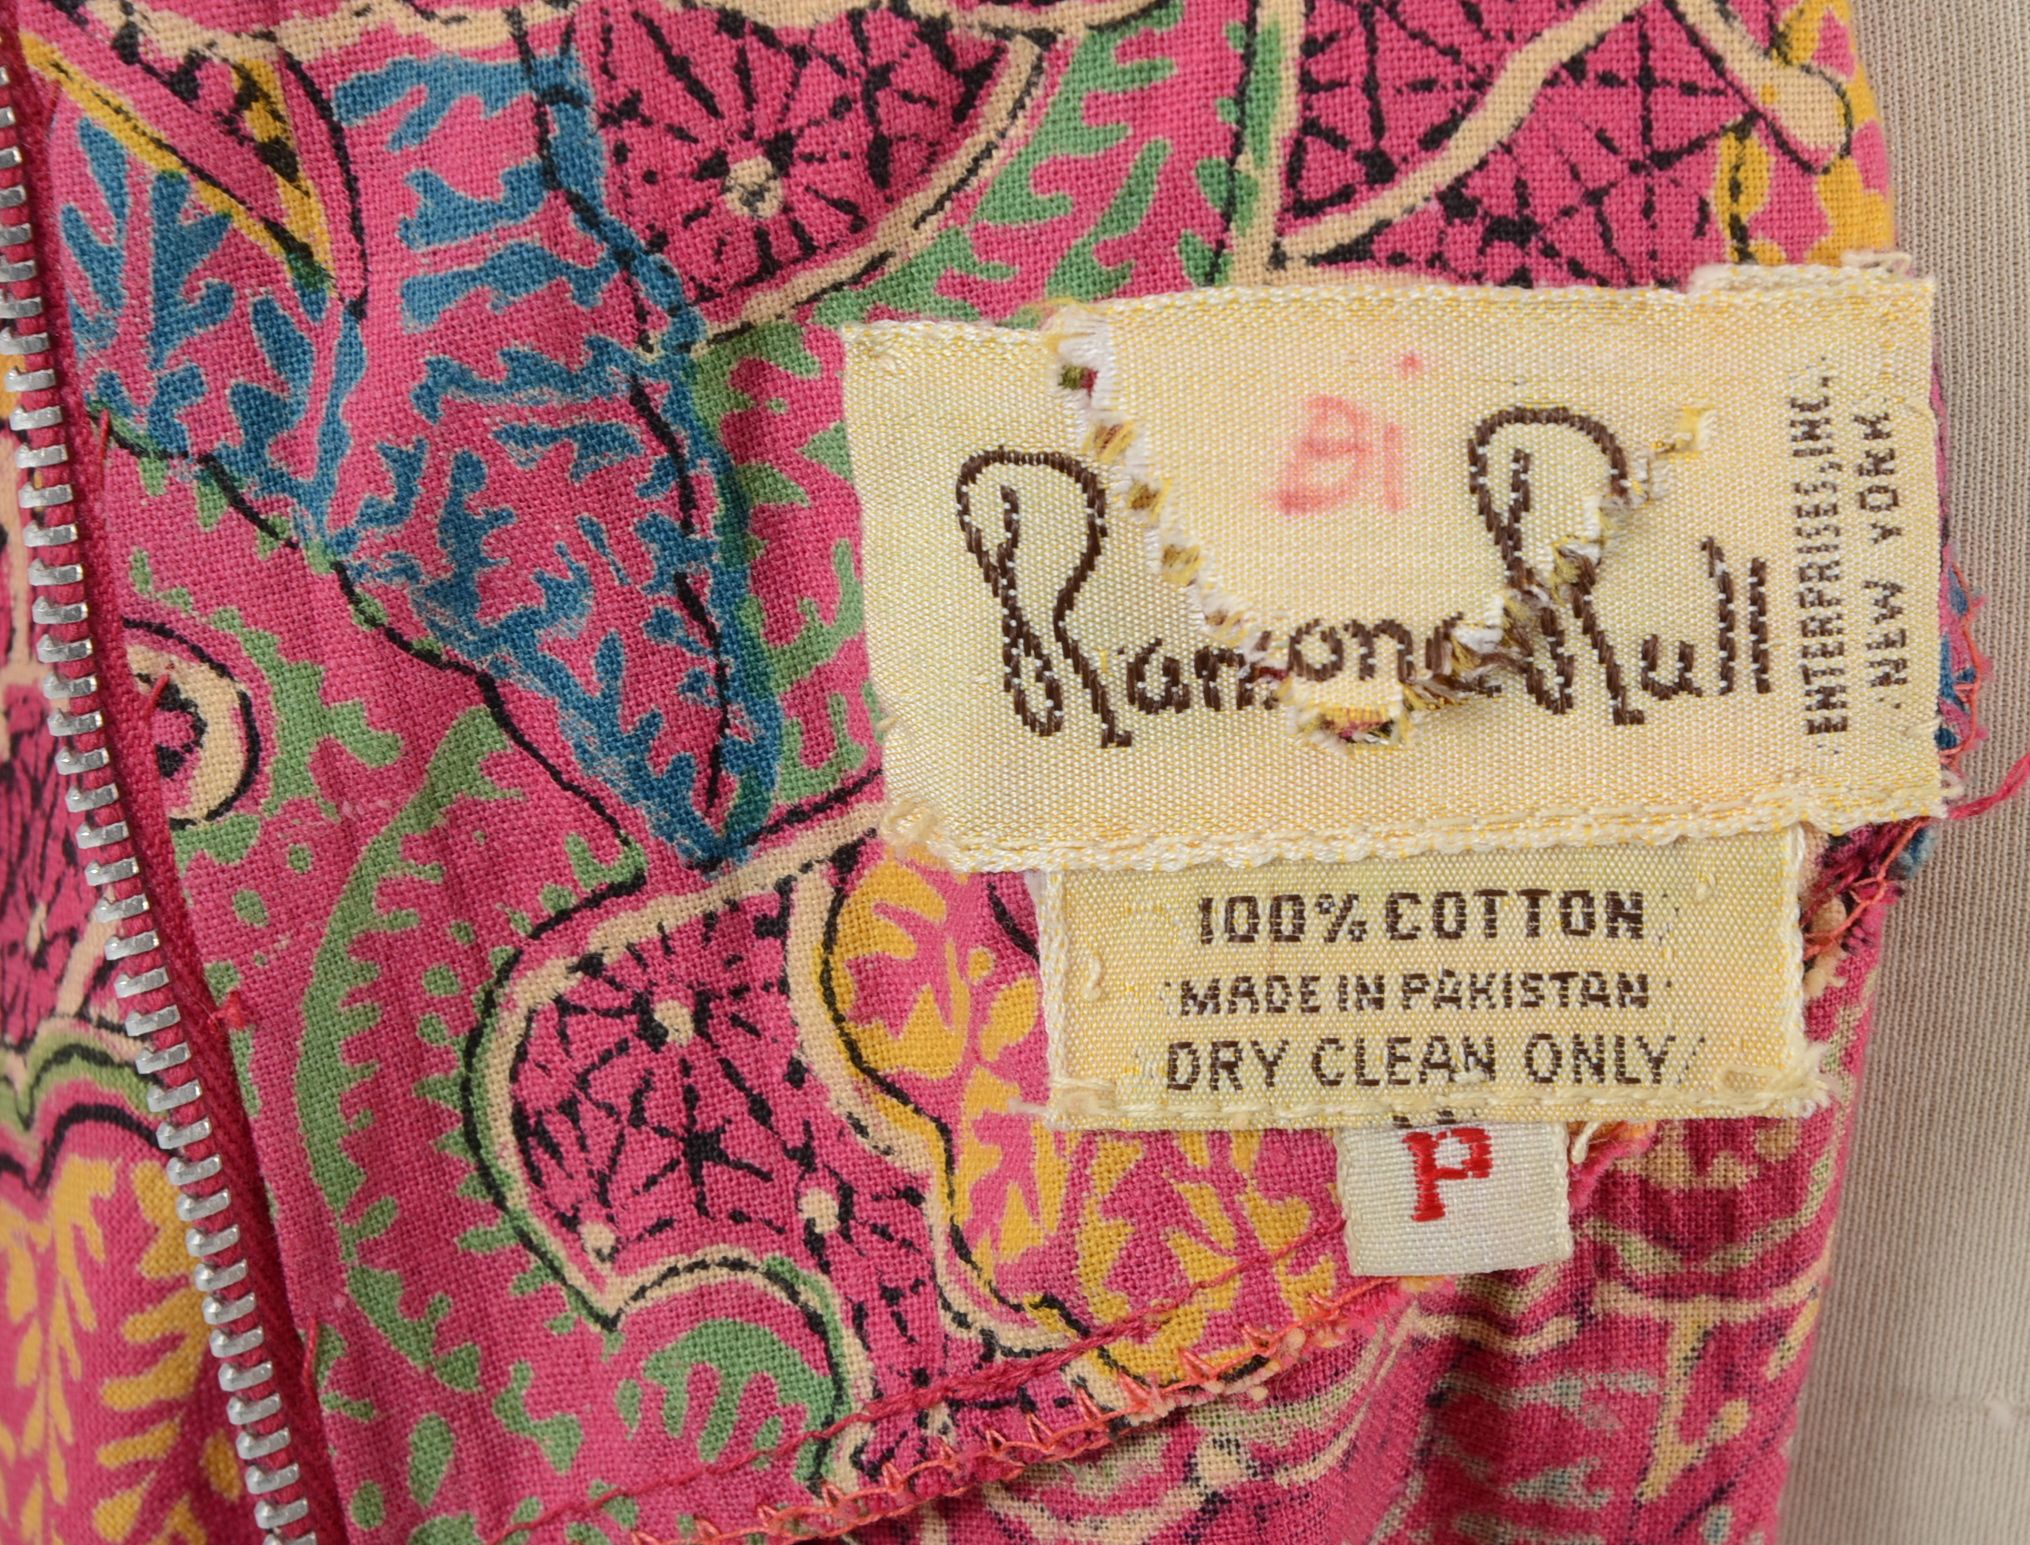 Ramona Rull
ENTERPRISES, INC.
NEW YORK
100% COTTON
MADE IN PAKISTAN
DRY CLEAN ONLY
P